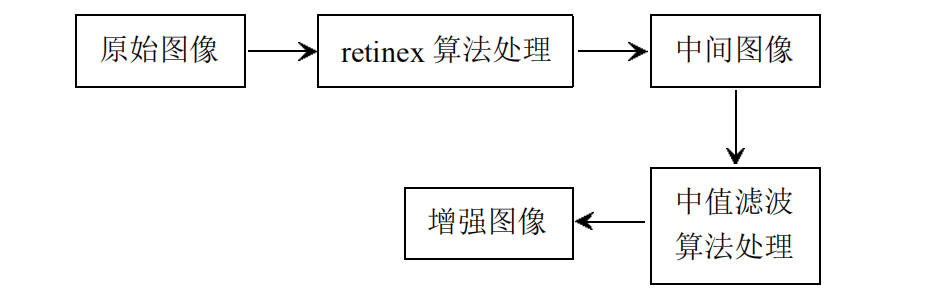 原始图像
retinex 算法处理
中间图像
中值滤波
算法处理
增强图像